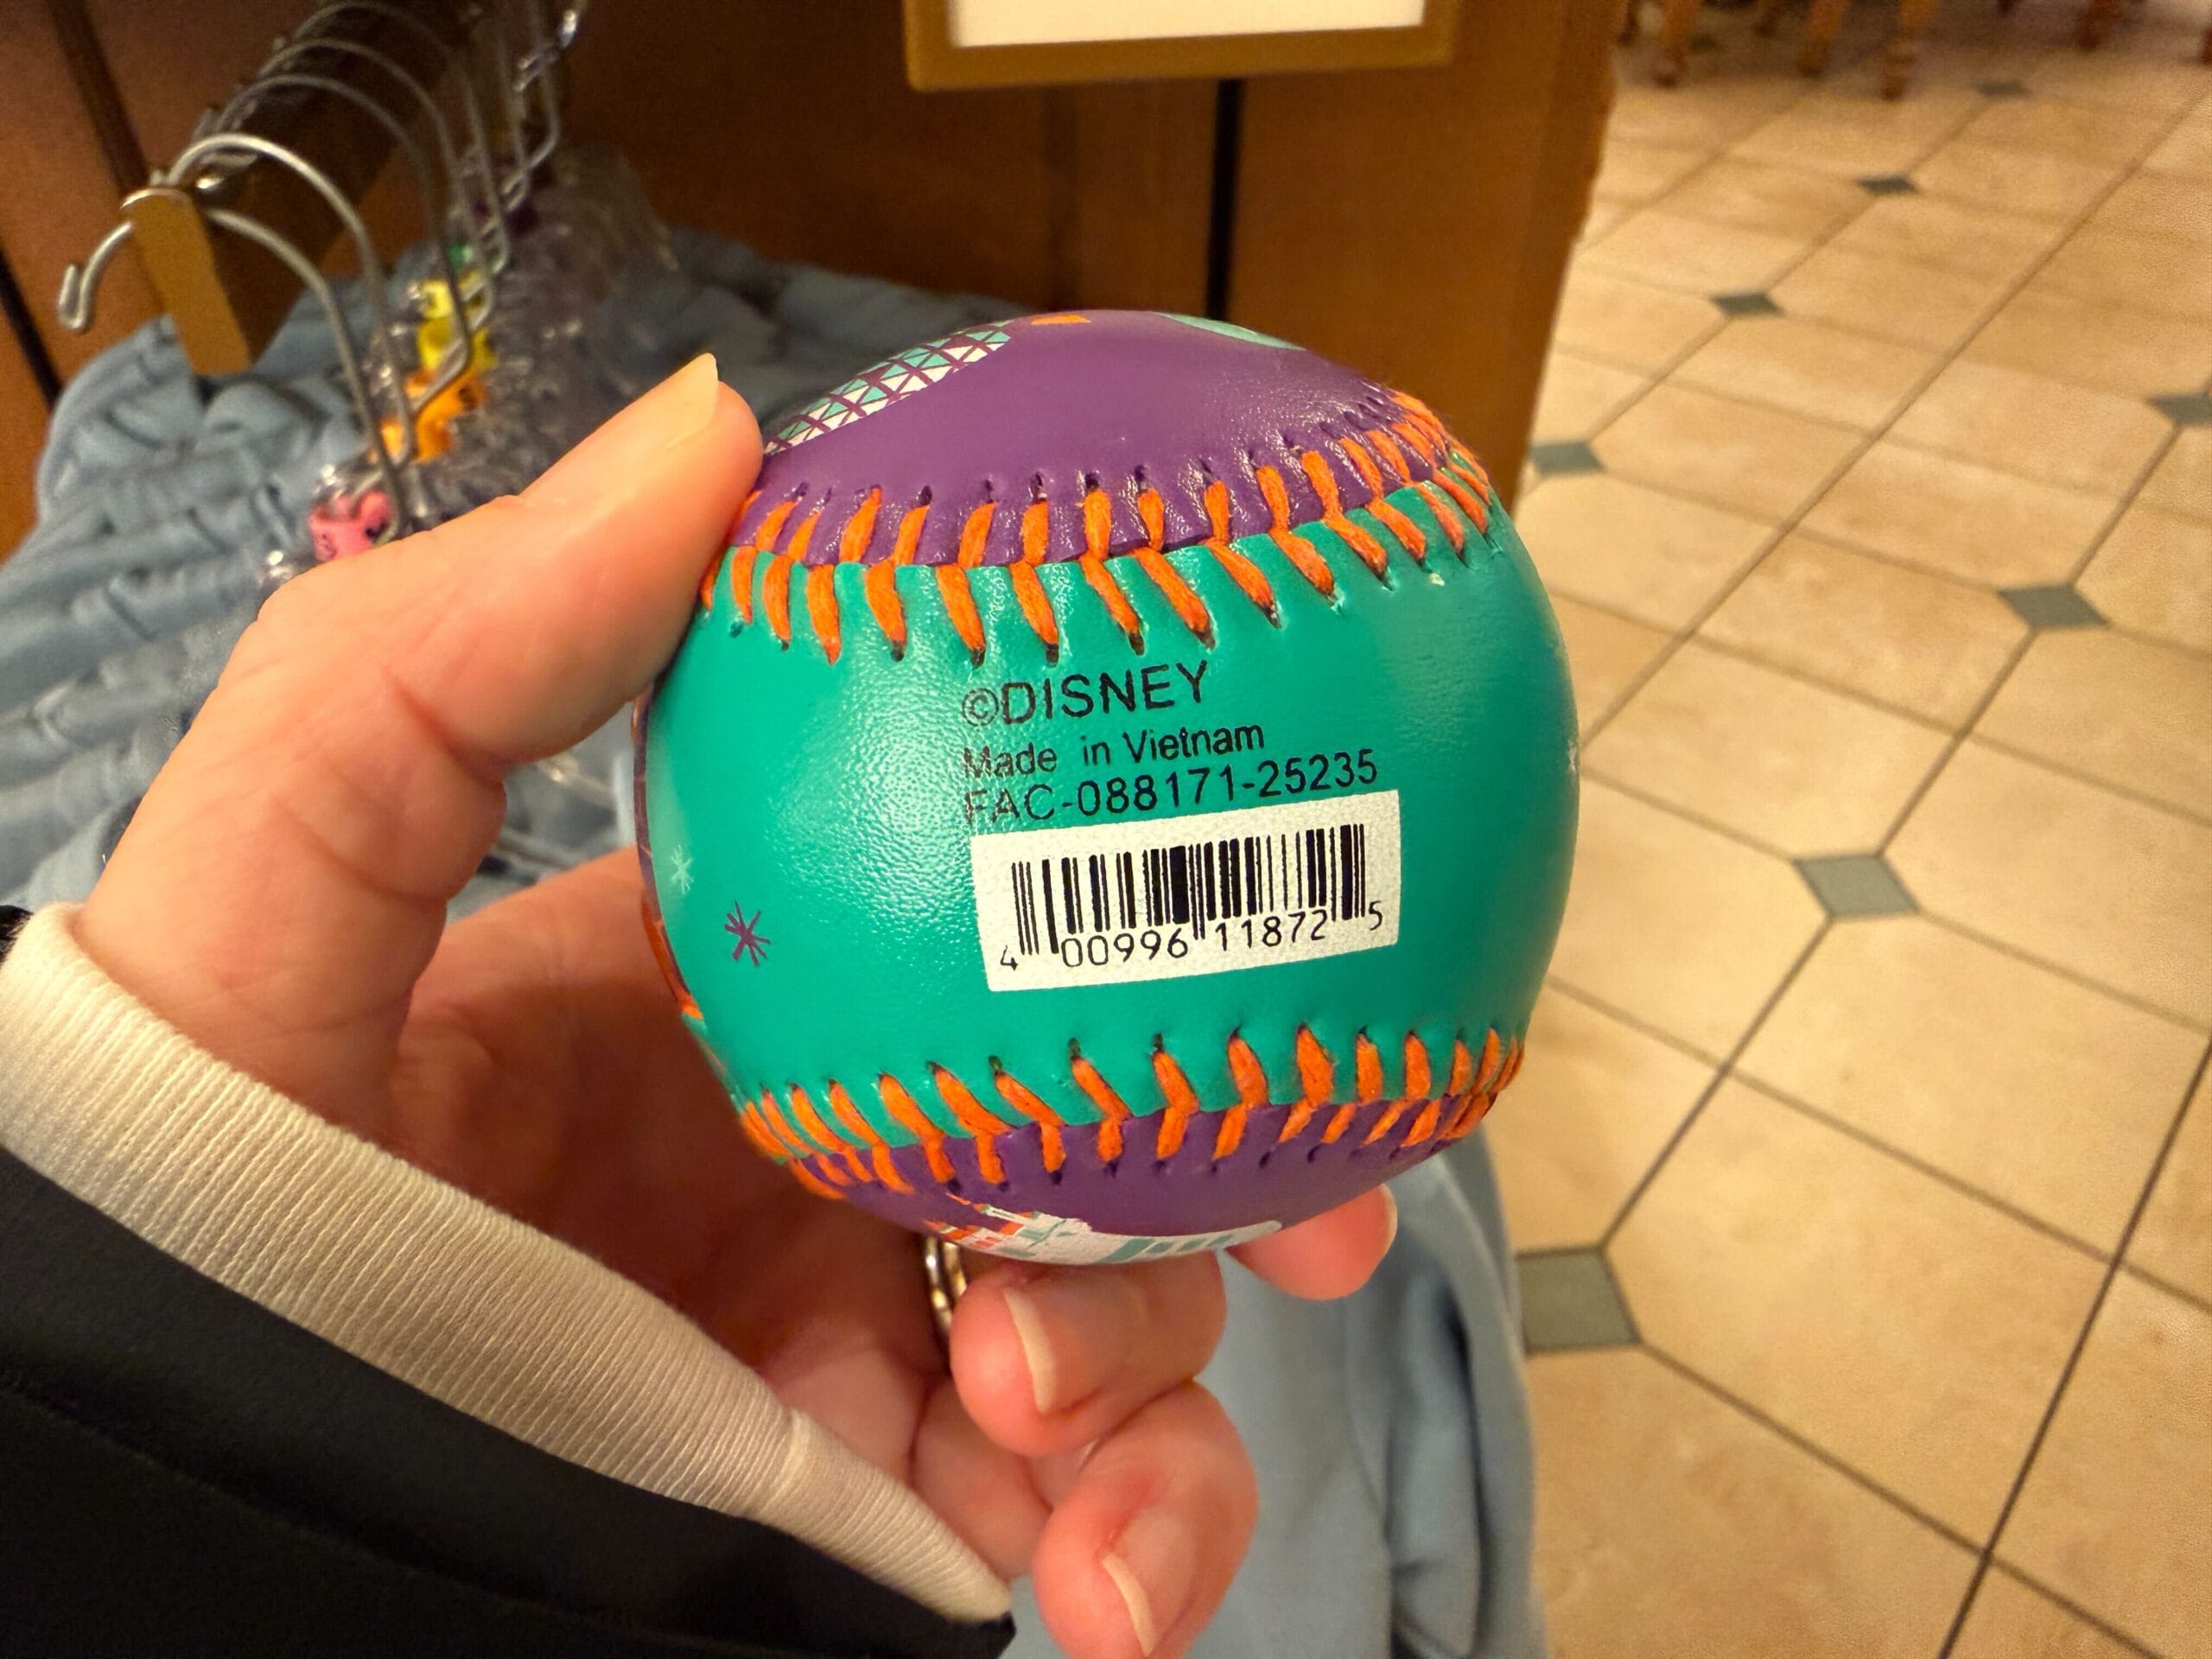 ©DISNEY
Made in Vietnam
FAC-088171-25235
4 00996 11872 5